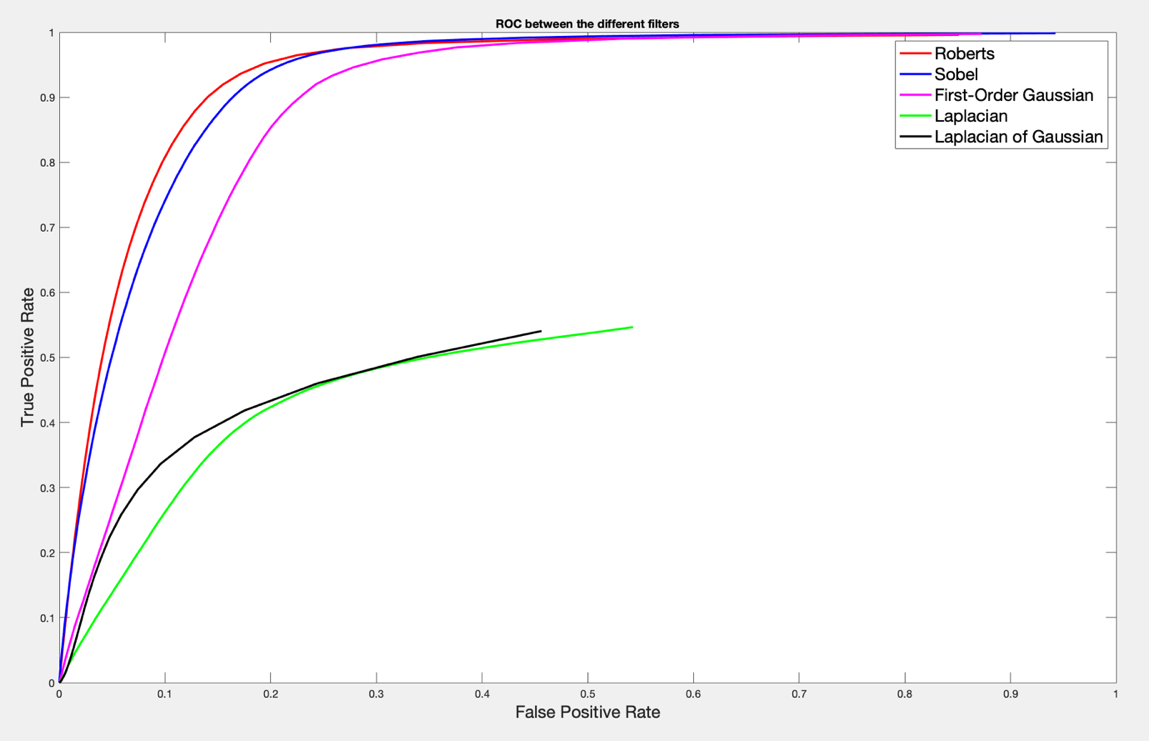 ROC between the different filters
1
0.9
0.8
0.7
0.6
0.5
0.4
0.3
0.2
0.1
0
True Positive Rate
Roberts
Sobel
First-Order Gaussian
Laplacian
Laplacian of Gaussian
0 0.1 0.2 0.3 0.4 0.5 0.6 0.7 0.8 0.9 1
False Positive Rate